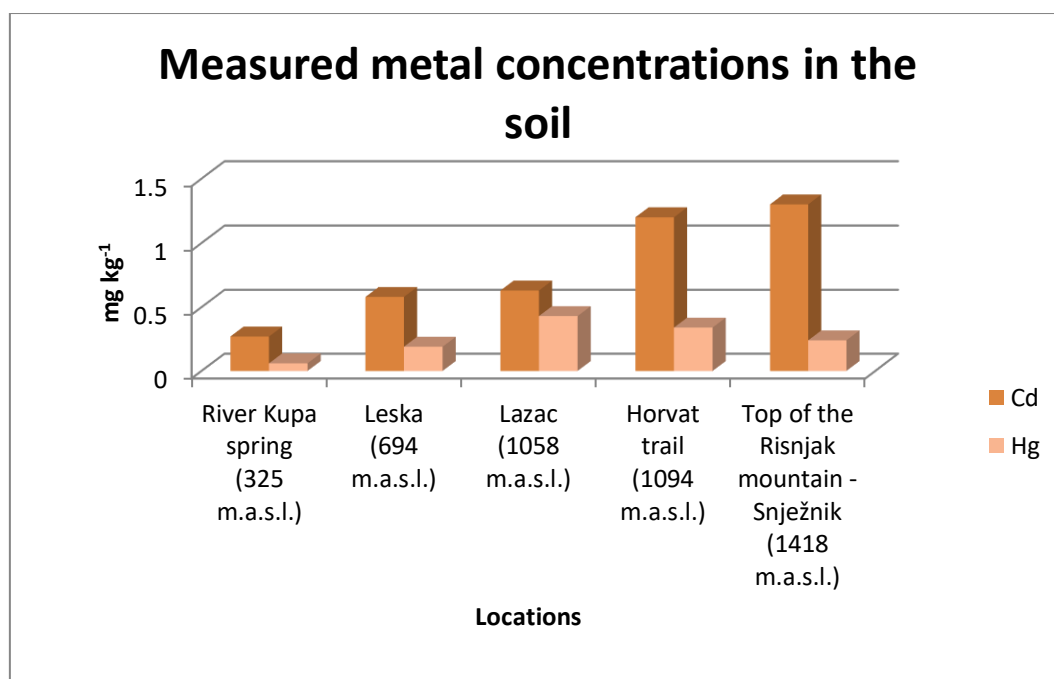 Measured metal concentrations in the
soil
1.5
1
0.5
0
mg kg⁻¹
River Kupa
spring
(325
m.a.s.l.)
Leska
(694
m.a.s.l.)
Lazac
(1058
m.a.s.l.)
Horvat
trail
(1094
m.a.s.l.)
Top of the
Risnjak
mountain -
Snježnik
(1418
m.a.s.l.)
Locations
Cd
Hg